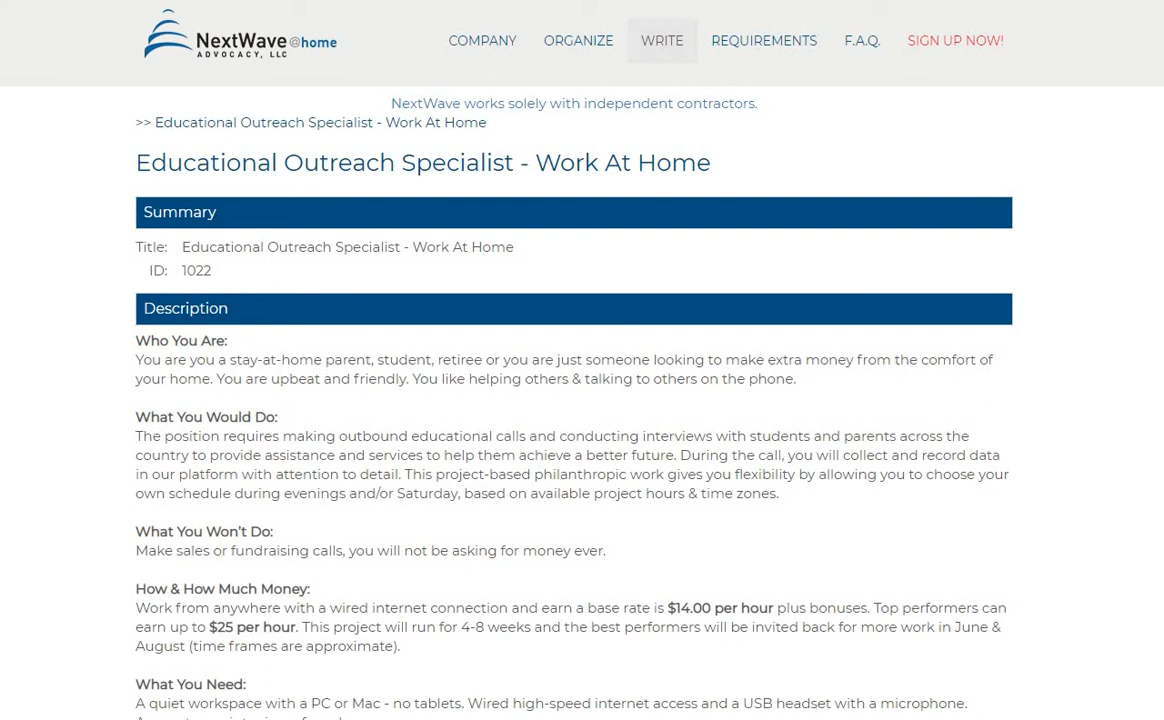 NextWave@home
ADVOCACY, LLC
COMPANY ORGANIZE WRITE REQUIREMENTS F.A.Q. SIGN UP NOW!
NextWave works solely with independent contractors.
>> Educational Outreach Specialist - Work At Home
Educational Outreach Specialist - Work At Home
Summary
Title: Educational Outreach Specialist - Work At Home
ID: 1022
Description
Who You Are:
You are you a stay-at-home parent, student, retiree or you are just someone looking to make extra money from the comfort of
your home. You are upbeat and friendly. You like helping others & talking to others on the phone.
What You Would Do:
The position requires making outbound educational calls and conducting interviews with students and parents across the
country to provide assistance and services to help them achieve a better future. During the call, you will collect and record data
in our platform with attention to detail. This project-based philanthropic work gives you flexibility by allowing you to choose your
own schedule during evenings and/or Saturday, based on available project hours & time zones.
What You Won't Do:
Make sales or fundraising calls, you will not be asking for money ever.
How & How Much Money:
Work from anywhere with a wired internet connection and earn a base rate is $14.00 per hour plus bonuses. Top performers can
earn up to $25 per hour. This project will run for 4-8 weeks and the best performers will be invited back for more work in June &
August (time frames are approximate).
What You Need:
A quiet workspace with a PC or Mac - no tablets. Wired high-speed internet access and a USB headset with a microphone.